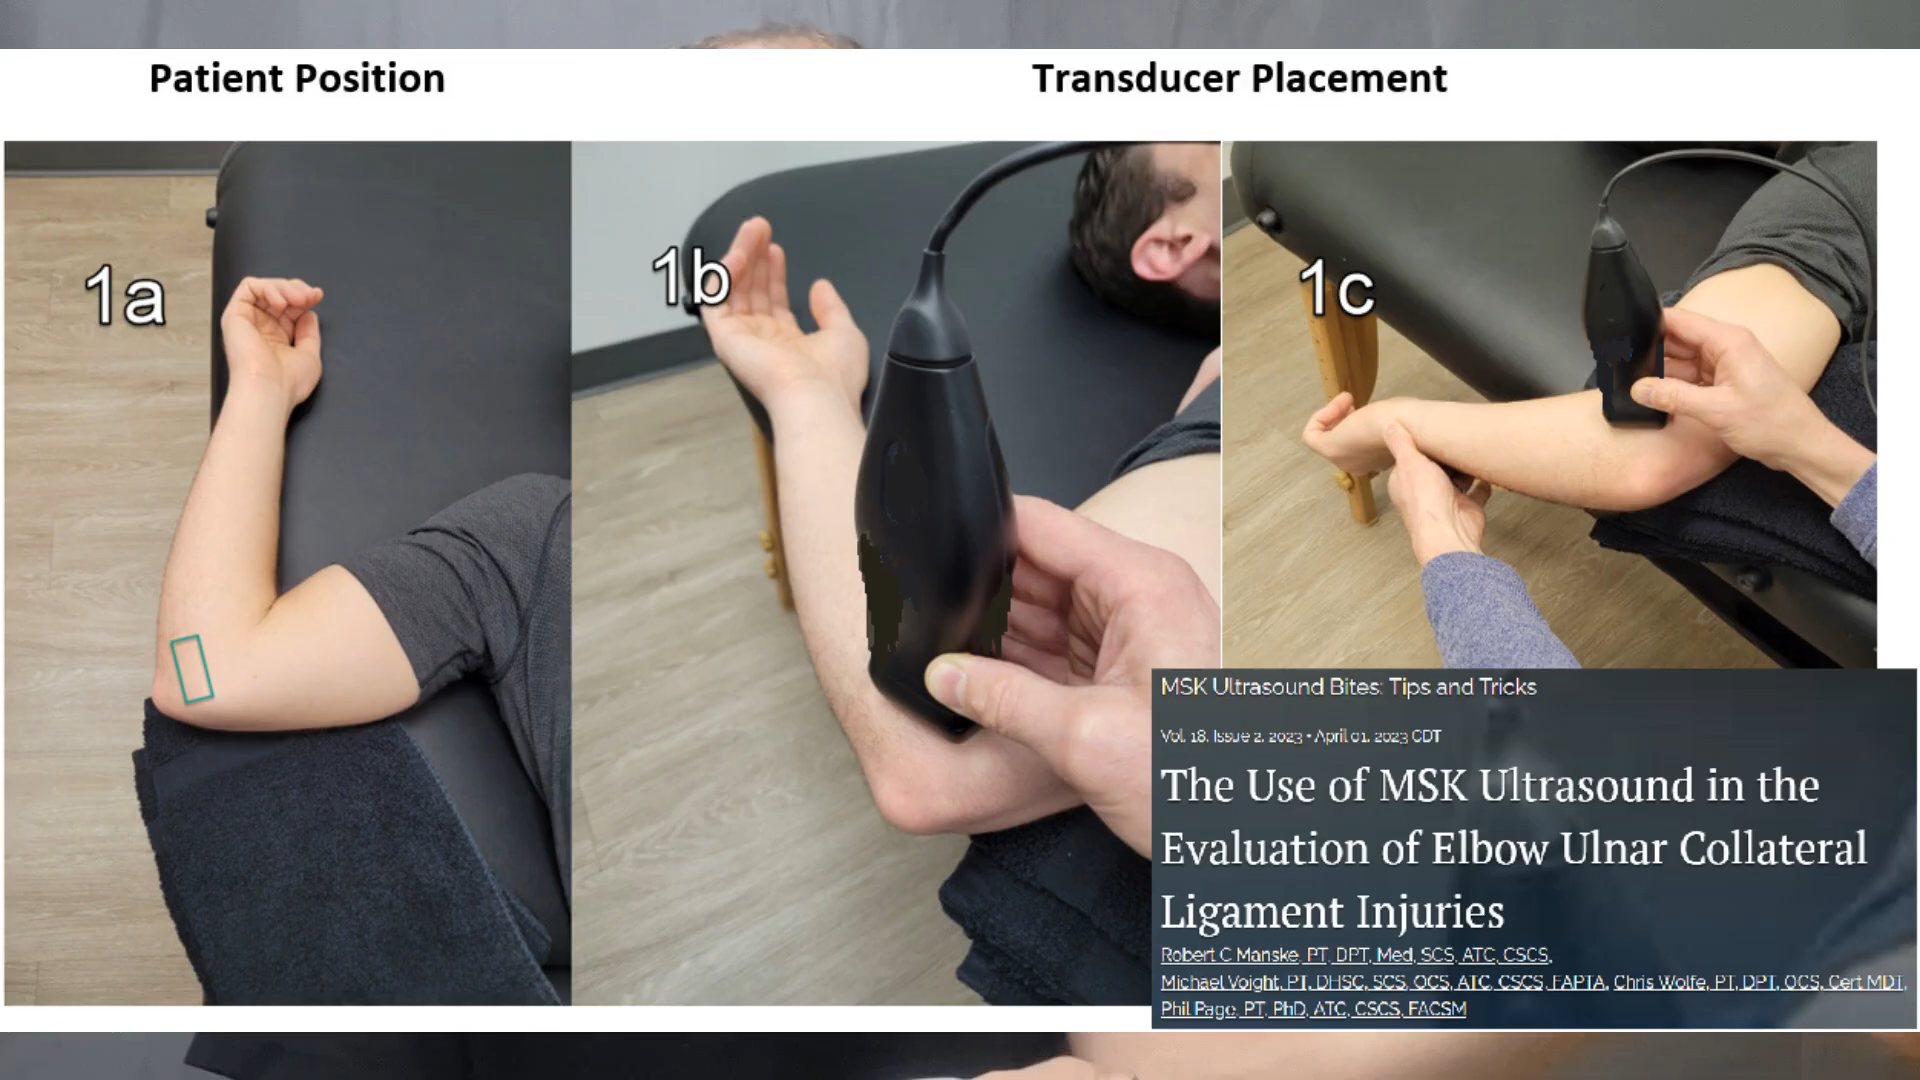 Patient Position
Transducer Placement
1a
1b
1c
MSK Ultrasound Bites: Tips and Tricks
Vol. 18, Issue 2, 2023 • April 01, 2023 CDT
The Use of MSK Ultrasound in the
Evaluation of Elbow Ulnar Collateral
Ligament Injuries
Robert C Manske, PT, DPT, Med, SCS, ATC, CSCS,
Michael Voight, PT, DHSC, SCS, OCS, ATC, CSCS, FAPTA, Chris Wolfe, PT, DPT, OCS, Cert MDT,
Phil Page, PT, PhD, ATC, CSCS, FACSM